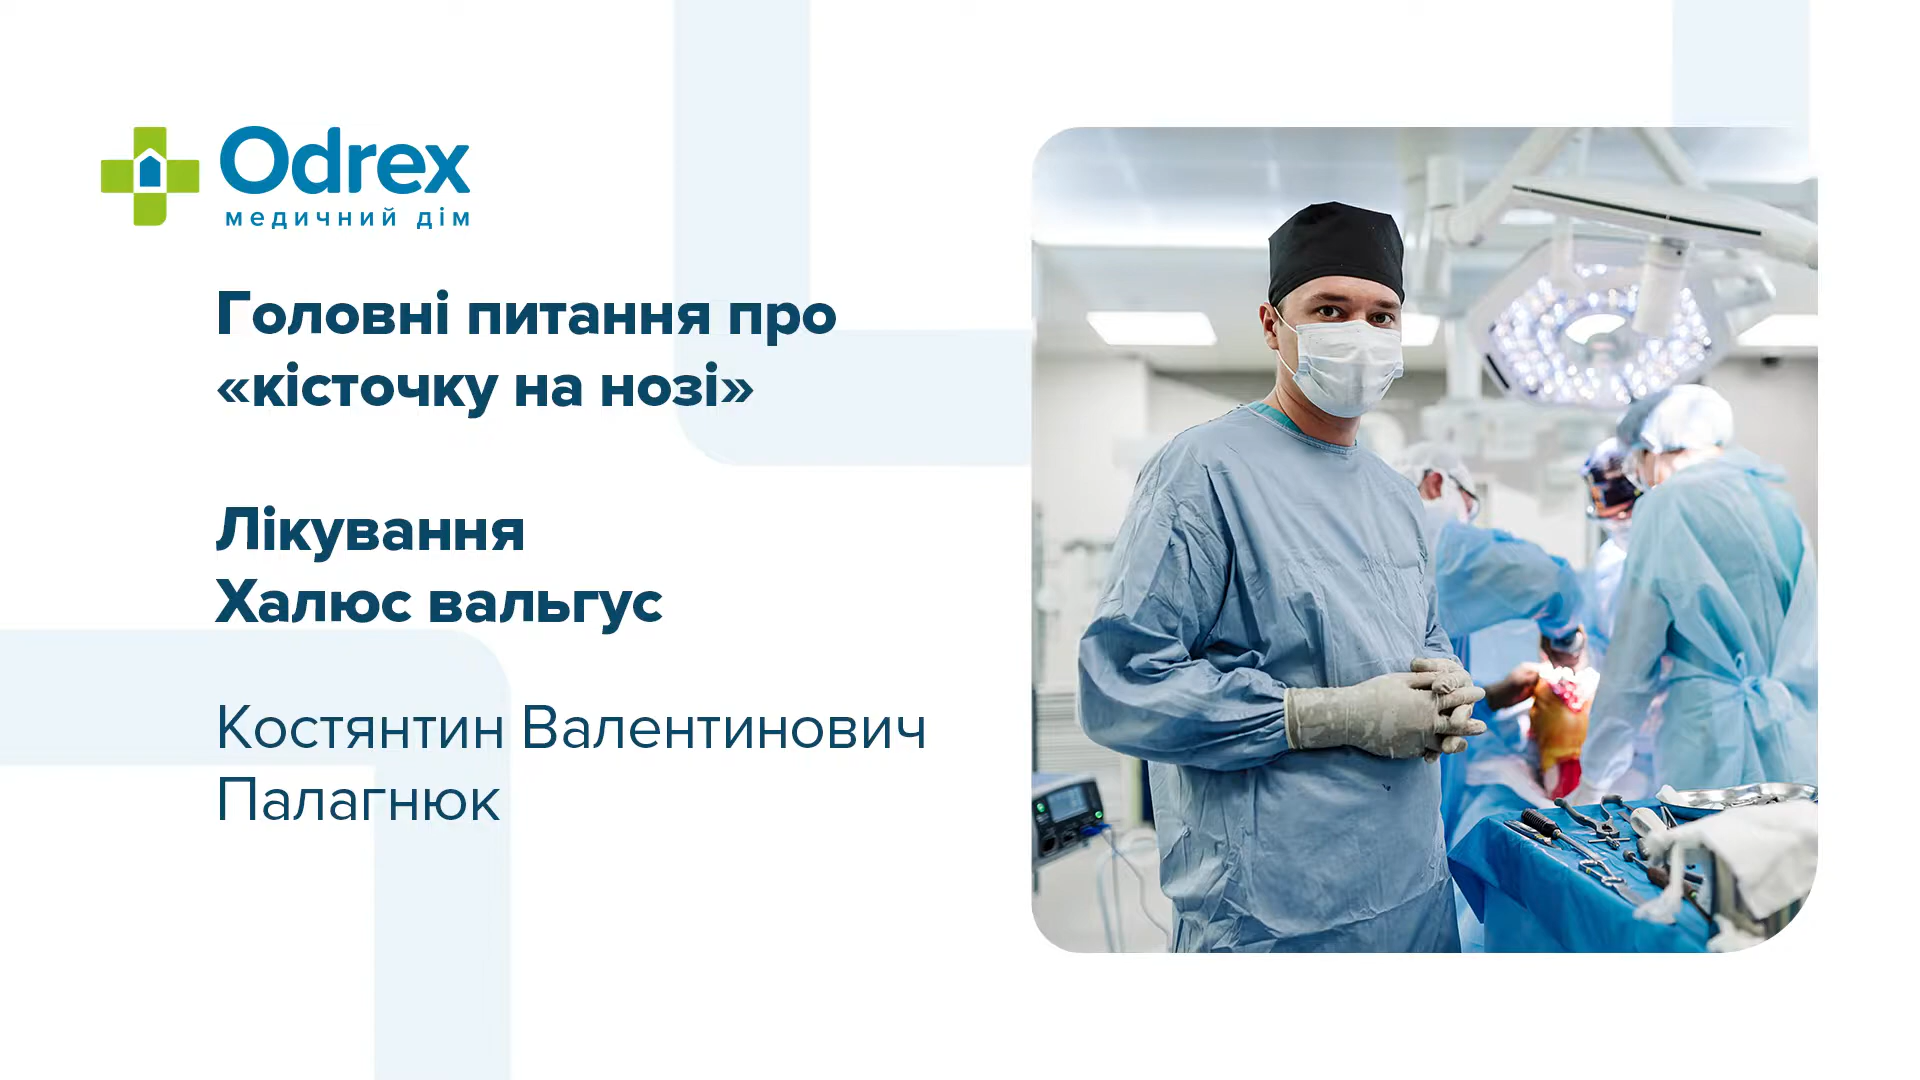 Odrex
медичний дім
Головні питання про
«кісточку на нозі»
Лікування
Халюс вальгус
Костянтин Валентинович
Палагнюк